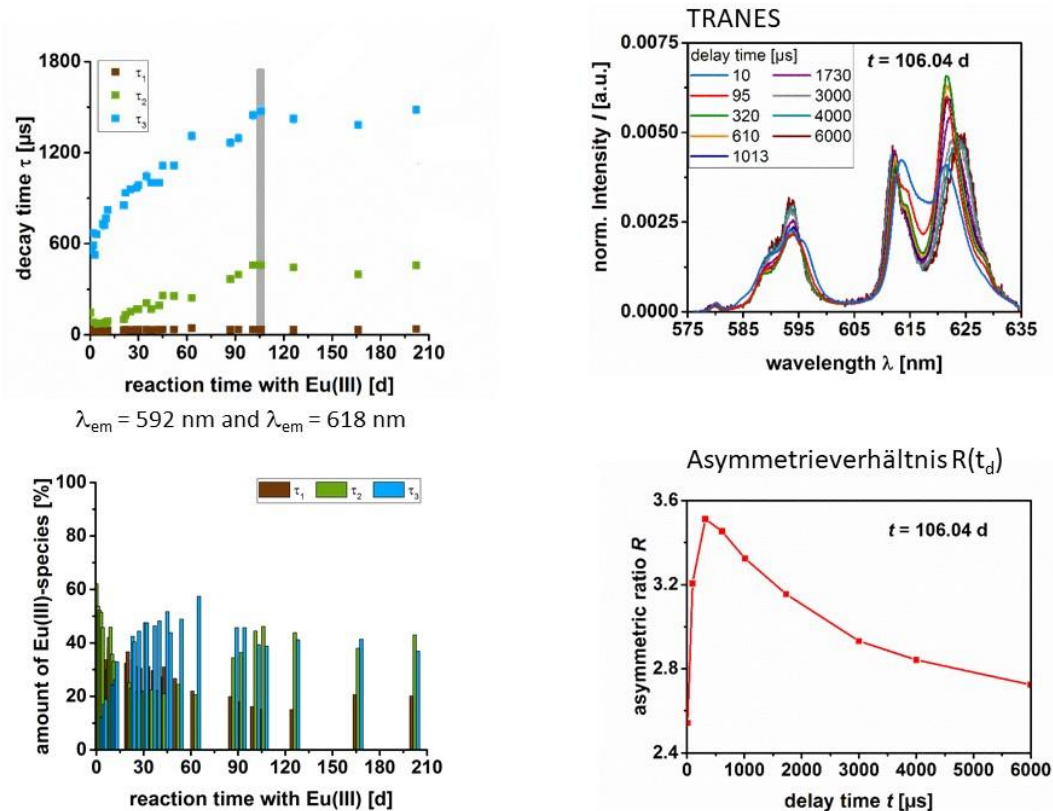 1800
1200
600
0
decay time τ [µs]
τ1
τ2
τ3
0 30 60 90 120 150 180 210
reaction time with Eu(III) [d]
λem = 592 nm and λem = 618 nm
TRANES
0.0075
0.0050
0.0025
0.0000
norm. Intensity I [a.u.]
delay time [µs]
10 1730
95 3000
320 4000
610 6000
1013
t = 106.04 d
575 585 595 605 615 625 635
wavelength λ [nm]
100
80
60
40
20
0
amount of Eu(III)-species [%]
τ1 τ2 τ3
0 30 60 90 120 150 180 210
reaction time with Eu(III) [d]
Asymmetrieverhältnis R(td)
3.6
3.2
2.8
2.4
asymmetric ratio R
t = 106.04 d
0 1000 2000 3000 4000 5000 6000
delay time t [µs]